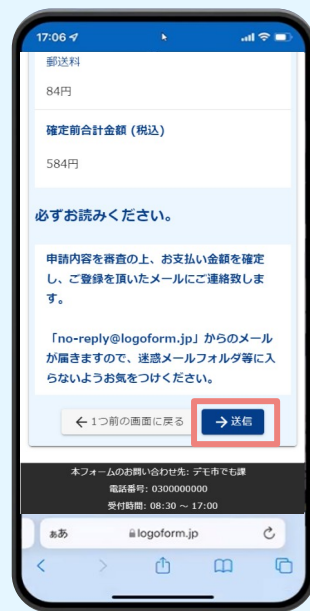 17:06
郵送料
84円
確定前合計金額 (税込)
584円
必ずお読みください。
申請内容を審査の上、お支払い金額を確定
し、ご登録を頂いたメールにご連絡致しま
す。
「no-reply@logoform.jp」からのメール
が届きますので、迷惑メールフォルダ等に入
らないようお気をつけください。
←1つ前の画面に戻る →送信
本フォームのお問い合わせ先: デモ市でも課
電話番号: 0300000000
受付時間: 08:30 ～ 17:00
ぁあ logoform.jp